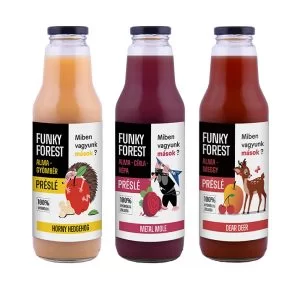 FUNKY
FOREST
ALMA -
GYÖMBÉR
PRÉSLÉ
100%
Miben
vagyunk
mások?
HORNY HEDGEHOG
FUNKY
FOREST
ALMA - CÉKLA -
RÉPA
PRÉSLÉ
100%
Miben
vagyunk
mások?
METAL MOLE
FUNKY
FOREST
ALMA -
MEGGY
PRÉSLÉ
100%
Miben
vagyunk
mások?
DEAR DEER